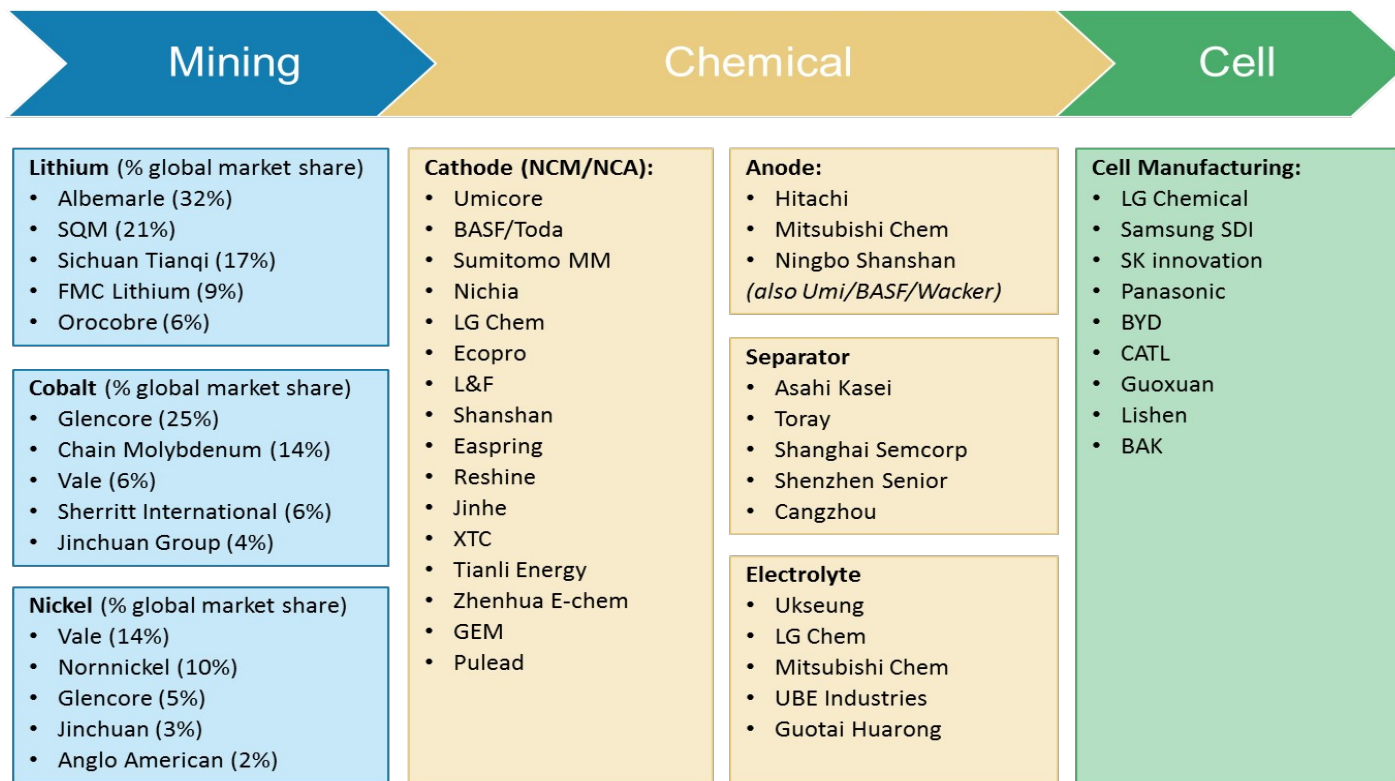 Mining
Chemical
Cell
Lithium (% global market share)
• Albemarle (32%)
• SQM (21%)
• Sichuan Tianqi (17%)
• FMC Lithium (9%)
• Orocobre (6%)
Cobalt (% global market share)
• Glencore (25%)
• Chain Molybdenum (14%)
• Vale (6%)
• Sherritt International (6%)
• Jinchuan Group (4%)
Nickel (% global market share)
• Vale (14%)
• Nornnickel (10%)
• Glencore (5%)
• Jinchuan (3%)
• Anglo American (2%)
Cathode (NCM/NCA):
• Umicore
• BASF/Toda
• Sumitomo MM
• Nichia
• LG Chem
• Ecopro
• L&F
• Shanshan
• Easpring
• Reshine
• Jinhe
• XTC
• Tianli Energy
• Zhenhua E-chem
• GEM
• Pulead
Anode:
• Hitachi
• Mitsubishi Chem
• Ningbo Shanshan
(also Umi/BASF/Wacker)
Separator
• Asahi Kasei
• Toray
• Shanghai Semcorp
• Shenzhen Senior
• Cangzhou
Electrolyte
• Ukseung
• LG Chem
• Mitsubishi Chem
• UBE Industries
• Guotai Huarong
Cell Manufacturing:
• LG Chemical
• Samsung SDI
• SK innovation
• Panasonic
• BYD
• CATL
• Guoxuan
• Lishen
• BAK